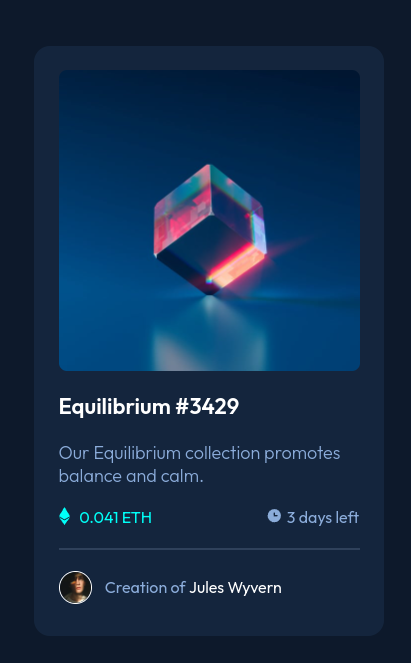 Equilibrium #3429
Our Equilibrium collection promotes
balance and calm.
0.041 ETH
3 days left
Creation of Jules Wyvern